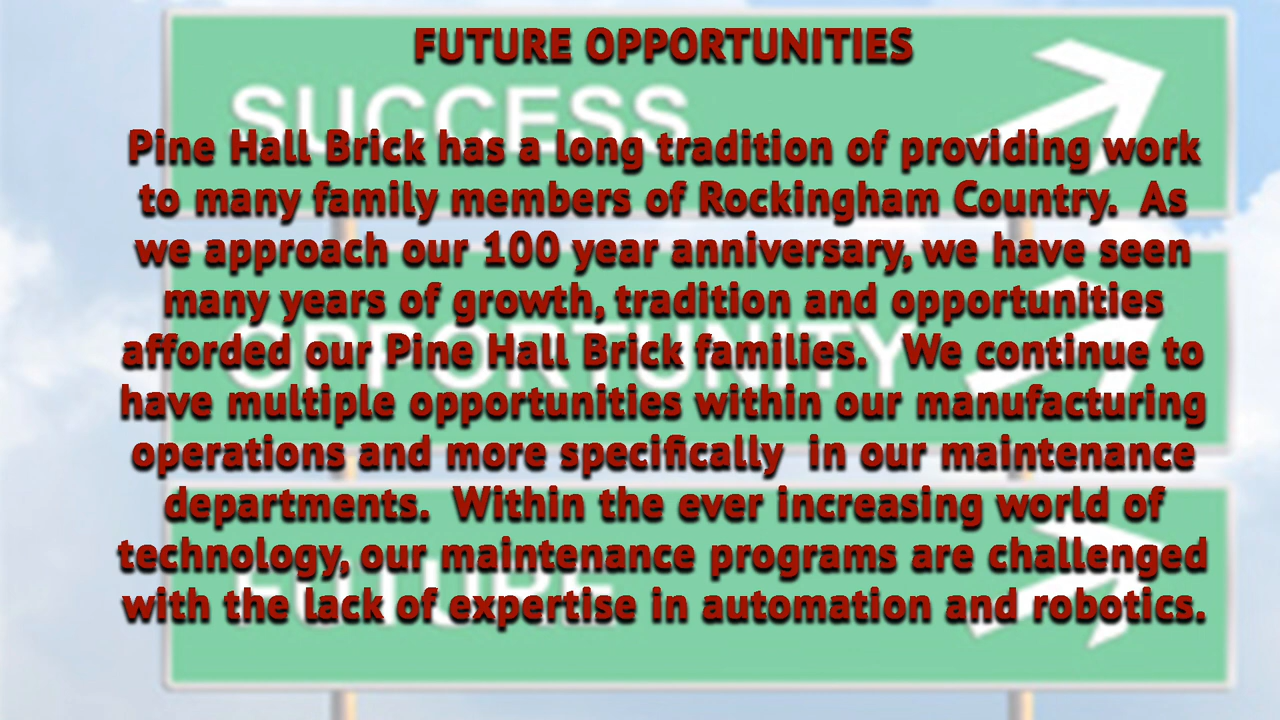 FUTURE OPPORTUNITIES
SUCCESS
Pine Hall Brick has a long tradition of providing work
to many family members of Rockingham Country.  As
we approach our 100 year anniversary, we have seen
many years of growth, tradition and opportunities
OPPORTUNITY
afforded our Pine Hall Brick families.   We continue to
have multiple opportunities within our manufacturing
operations and more specifically  in our maintenance
departments.  Within the ever increasing world of
technology, our maintenance programs are challenged
FUTURE
with the lack of expertise in automation and robotics.